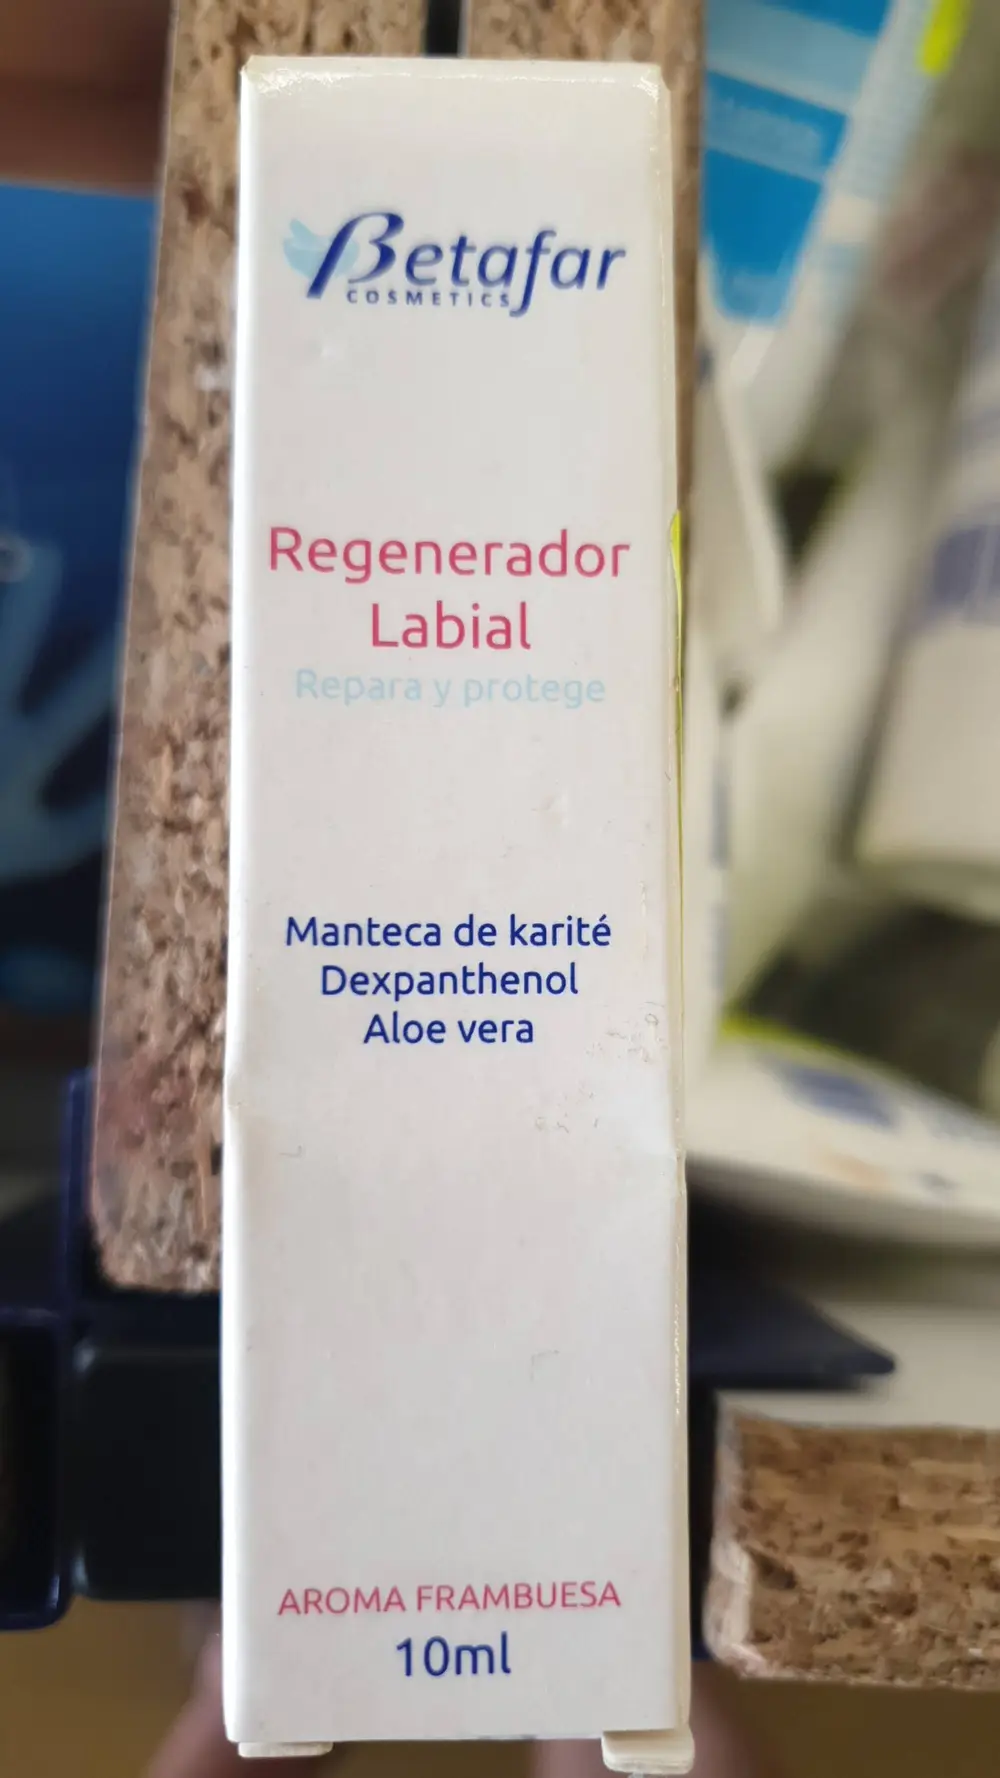 Betafar
COSMETICS
Regenerador
Labial
Repara y protege
Manteca de karité
Dexpanthenol
Aloe vera
AROMA FRAMBUESA
10ml